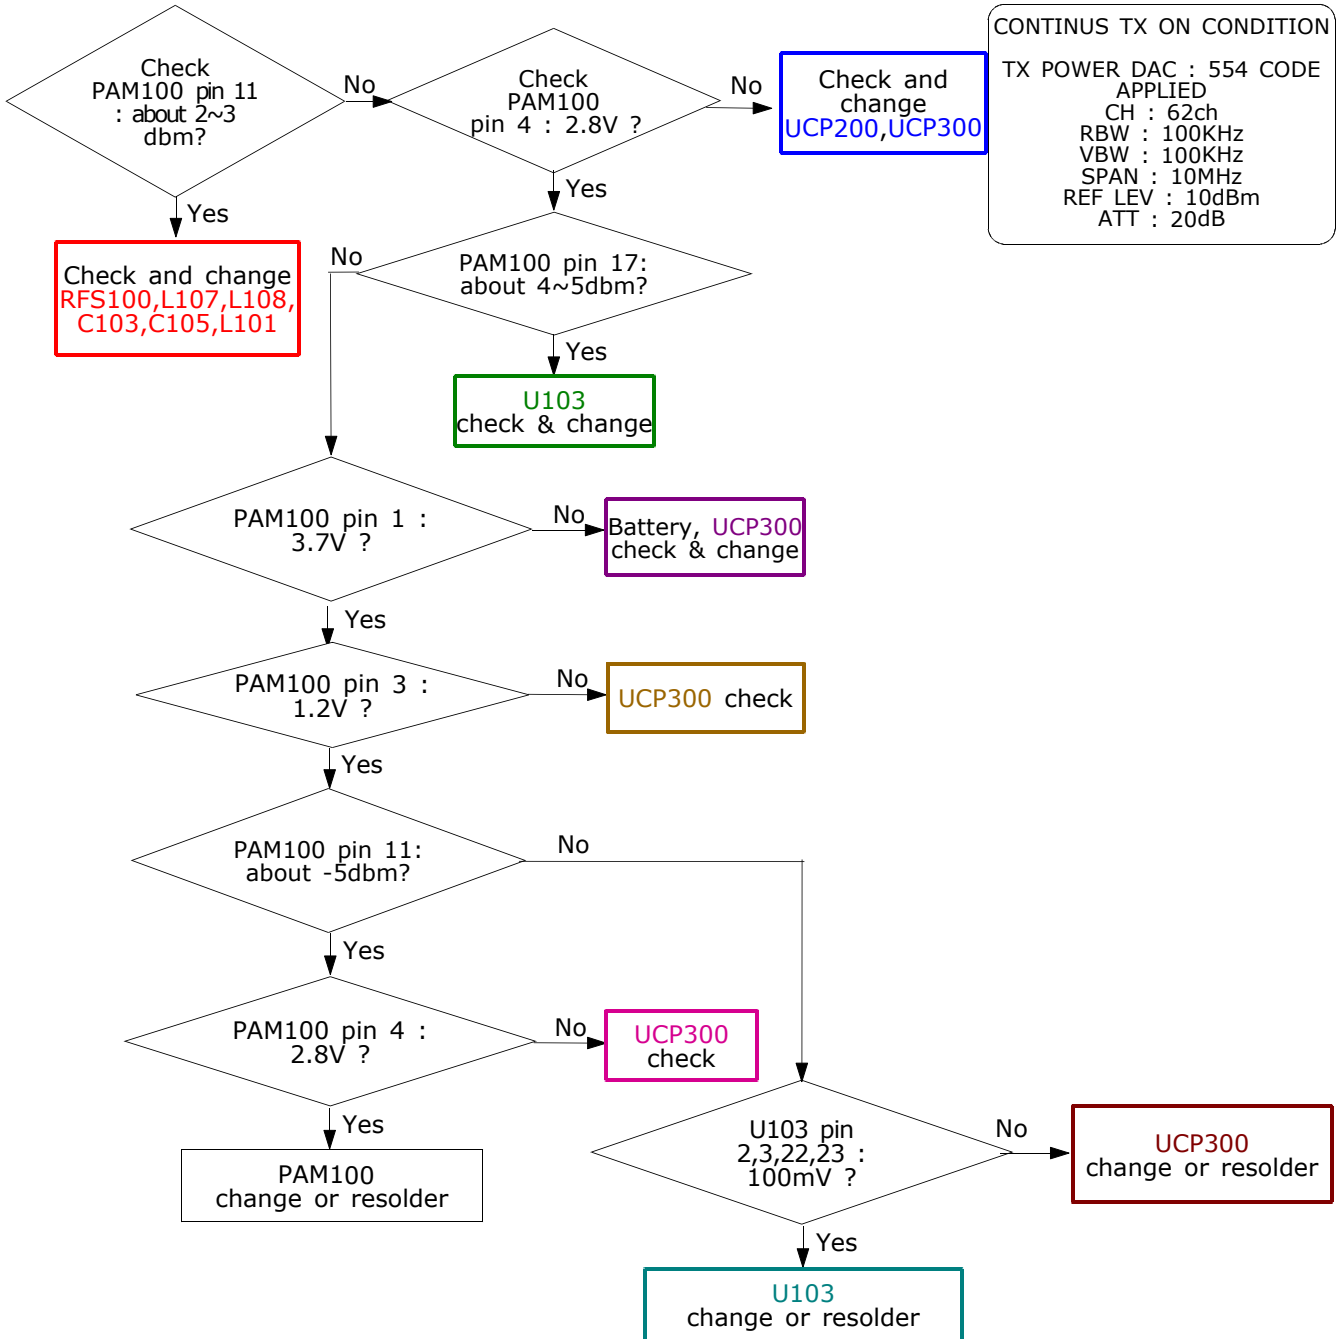 Check
PAM100 pin 11
: about 2~3
dbm?
No
Check
PAM100
pin 4 : 2.8V ?
No
Check and
change
UCP200,UCP300
CONTINUS TX ON CONDITION
TX POWER DAC : 554 CODE
APPLIED
CH : 62ch
RBW : 100KHz
VBW : 100KHz
SPAN : 10MHz
REF LEV : 10dBm
ATT : 20dB
Yes
Yes
Check and change
RFS100,L107,L108,
C103,C105,L101
No
PAM100 pin 17:
about 4~5dbm?
Yes
U103
check & change
PAM100 pin 1 :
3.7V ?
No
Battery, UCP300
check & change
Yes
PAM100 pin 3 :
1.2V ?
No
UCP300 check
Yes
PAM100 pin 11:
about -5dbm?
No
Yes
PAM100 pin 4 :
2.8V ?
No
UCP300
check
Yes
PAM100
change or resolder
U103 pin
2,3,22,23 :
100mV ?
No
UCP300
change or resolder
Yes
U103
change or resolder